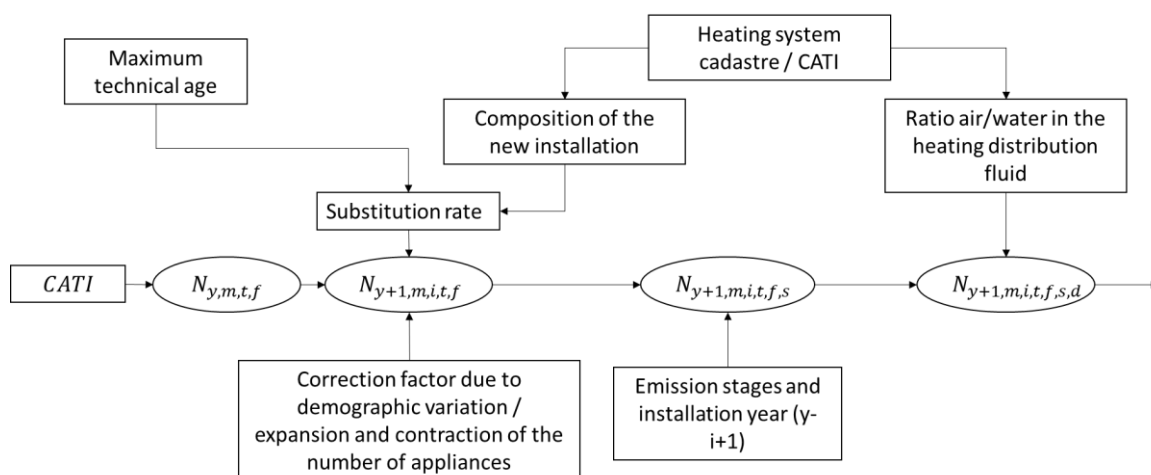 Heating system
cadastre / CATI
Maximum
technical age
Composition of the
new installation
Ratio air/water in the
heating distribution
fluid
Substitution rate
CATI
N_{y,m,t,f}
N_{y+1,m,i,t,f}
N_{y+1,m,i,t,f,s}
N_{y+1,m,i,t,f,s,d}
Correction factor due to
demographic variation /
expansion and contraction of the
number of appliances
Emission stages and
installation year (y-
i+1)